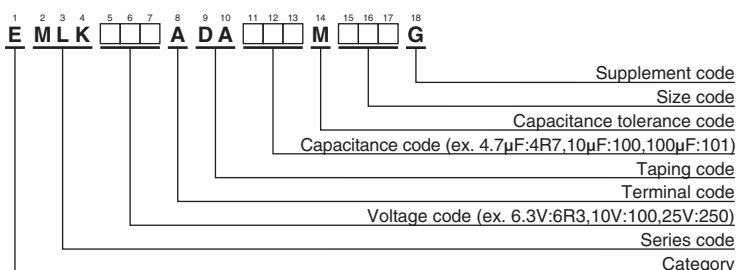 1 2 3 4 5 6 7 8 9 10 11 12 13 14 15 16 17 18
E M L K □□□ A D A □□□ M □□□ G
Supplement code
Size code
Capacitance tolerance code
Capacitance code (ex. 4.7μF:4R7,10μF:100,100μF:101)
Taping code
Terminal code
Voltage code (ex. 6.3V:6R3,10V:100,25V:250)
Series code
Category